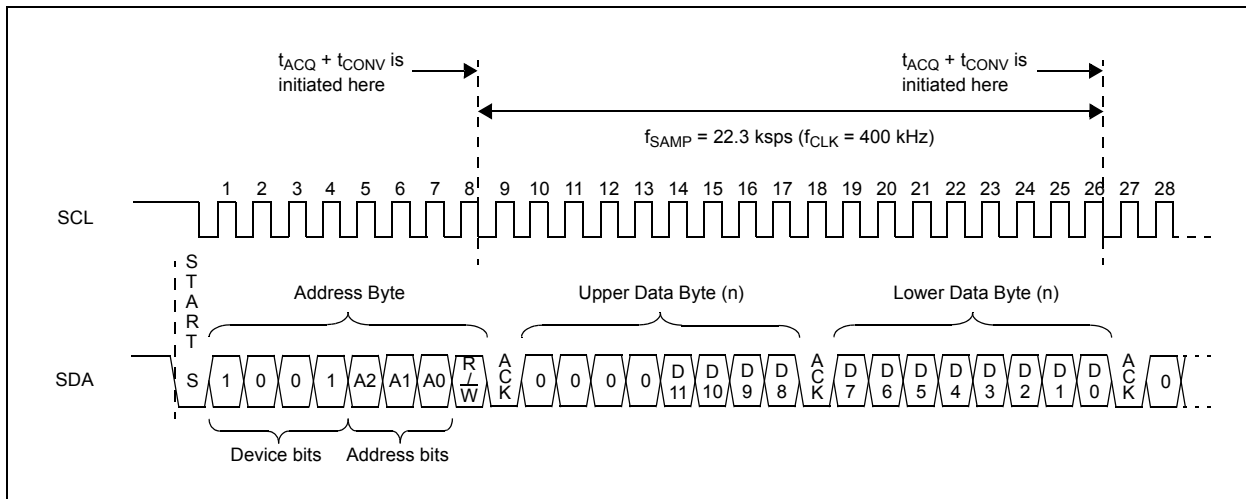 tACQ + tCONV is
initiated here
tACQ + tCONV is
initiated here
fSAMP = 22.3 ksps (fCLK = 400 kHz)
1 2 3 4 5 6 7 8 9 10 11 12 13 14 15 16 17 18 19 20 21 22 23 24 25 26 27 28
SCL
START
Address Byte
Upper Data Byte (n)
Lower Data Byte (n)
SDA
S 1 0 0 1 A2 A1 A0 R/W ACK 0 0 0 0 D11 D10 D9 D8 ACK D7 D6 D5 D4 D3 D2 D1 D0 ACK 0
Device bits
Address bits